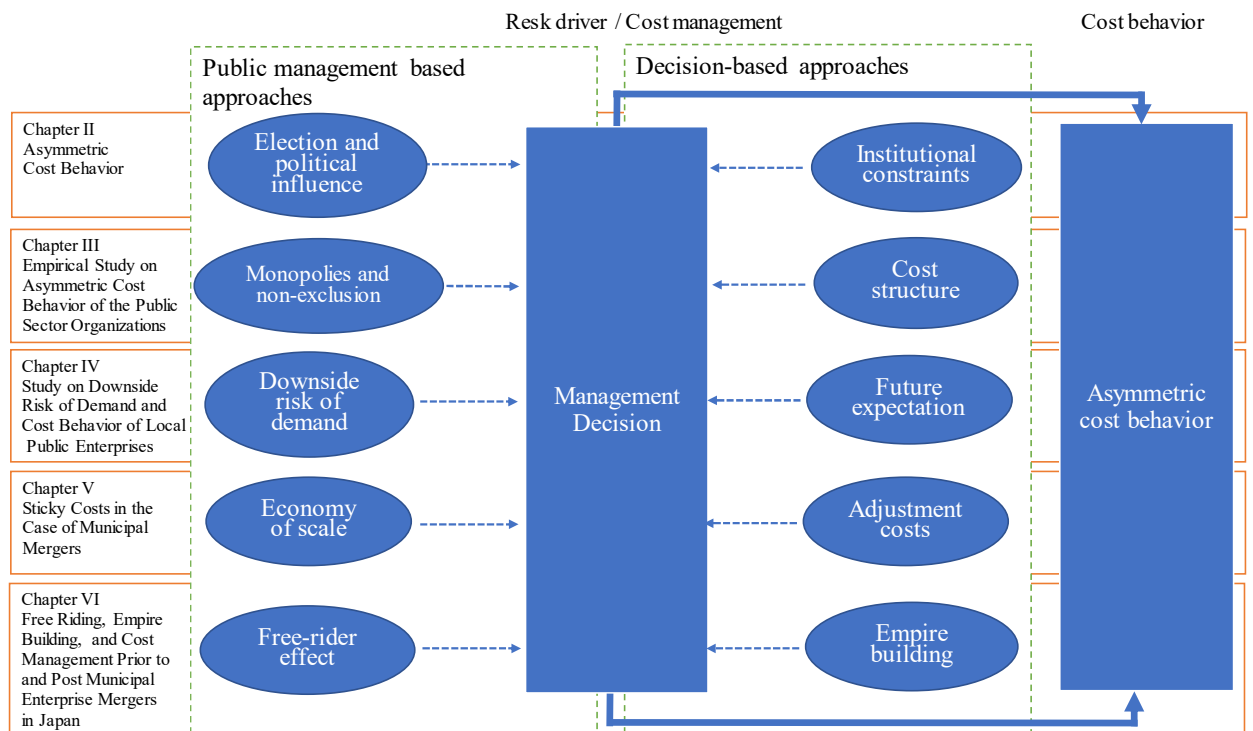 Resk driver / Cost management
Cost behavior
Public management based
approaches
Decision-based approaches
Chapter II
Asymmetric
Cost Behavior
Election and
political
influence
Institutional
constraints
Chapter III
Empirical Study on
Asymmetric Cost
Behavior of the Public
Sector Organizations
Monopolies and
non-exclusion
Cost
structure
Chapter IV
Study on Downside
Risk of Demand and
Cost Behavior of Local
Public Enterprises
Downside
risk of
demand
Management
Decision
Future
expectation
Asymmetric
cost behavior
Chapter V
Sticky Costs in the
Case of Municipal
Mergers
Economy
of scale
Adjustment
costs
Chapter VI
Free Riding, Empire
Building, and Cost
Management Prior to
and Post Municipal
Enterprise Mergers
in Japan
Free-rider
effect
Empire
building